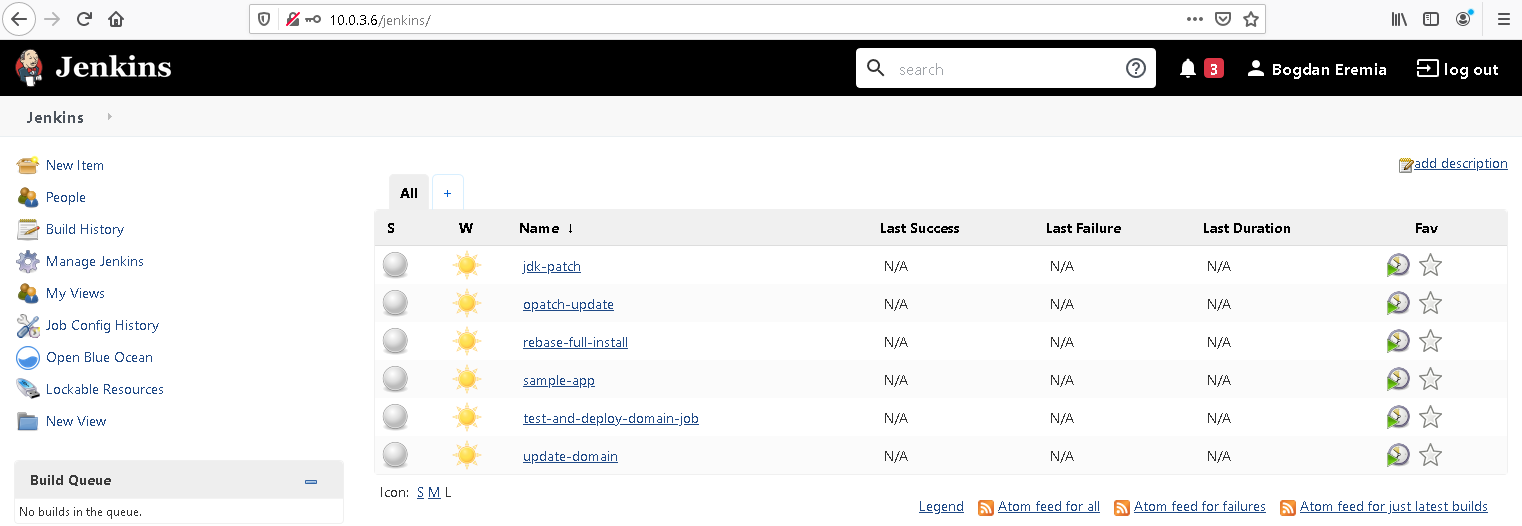 10.0.3.6/jenkins/
Jenkins
search
3
Bogdan Eremia
log out
Jenkins
New Item
People
Build History
Manage Jenkins
My Views
Job Config History
Open Blue Ocean
Lockable Resources
New View
Build Queue
No builds in the queue.
add description
All +
S W Name ↓ Last Success Last Failure Last Duration Fav
jdk-patch N/A N/A N/A
opatch-update N/A N/A N/A
rebase-full-install N/A N/A N/A
sample-app N/A N/A N/A
test-and-deploy-domain-job N/A N/A N/A
update-domain N/A N/A N/A
Icon: S M L
Legend Atom feed for all Atom feed for failures Atom feed for just latest builds